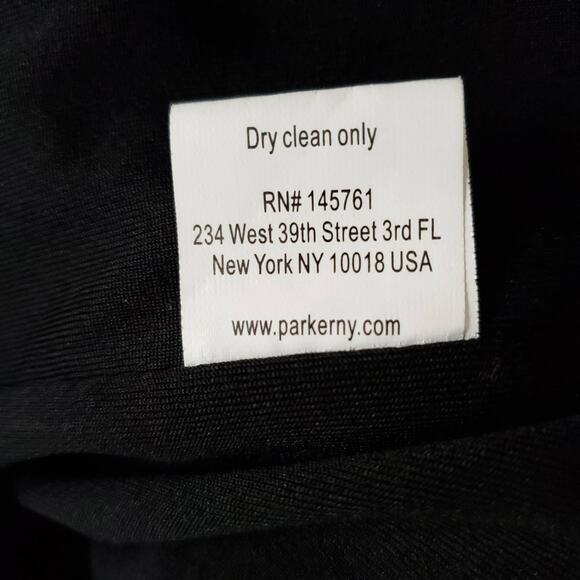 Dry clean only
RN# 145761
234 West 39th Street 3rd FL
New York NY 10018 USA
www.parkerny.com